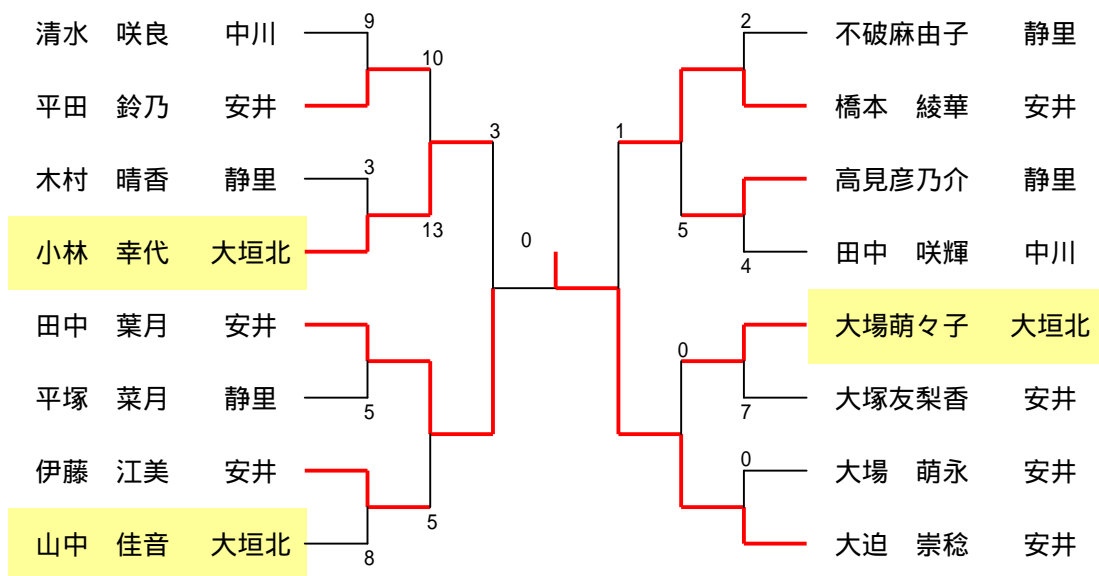 清水　咲良　中川
9
平田　鈴乃　安井
10
木村　晴香　静里
3
小林　幸代　大垣北
13
3
田中　葉月　安井
平塚　菜月　静里
5
伊藤　江美　安井
山中　佳音　大垣北
8
5
0
不破麻由子　静里
2
橋本　綾華　安井
1
高見彦乃介　静里
5
田中　咲輝　中川
4
大場萌々子　大垣北
0
大塚友梨香　安井
7
大場　萌永　安井
0
大迫　崇稔　安井